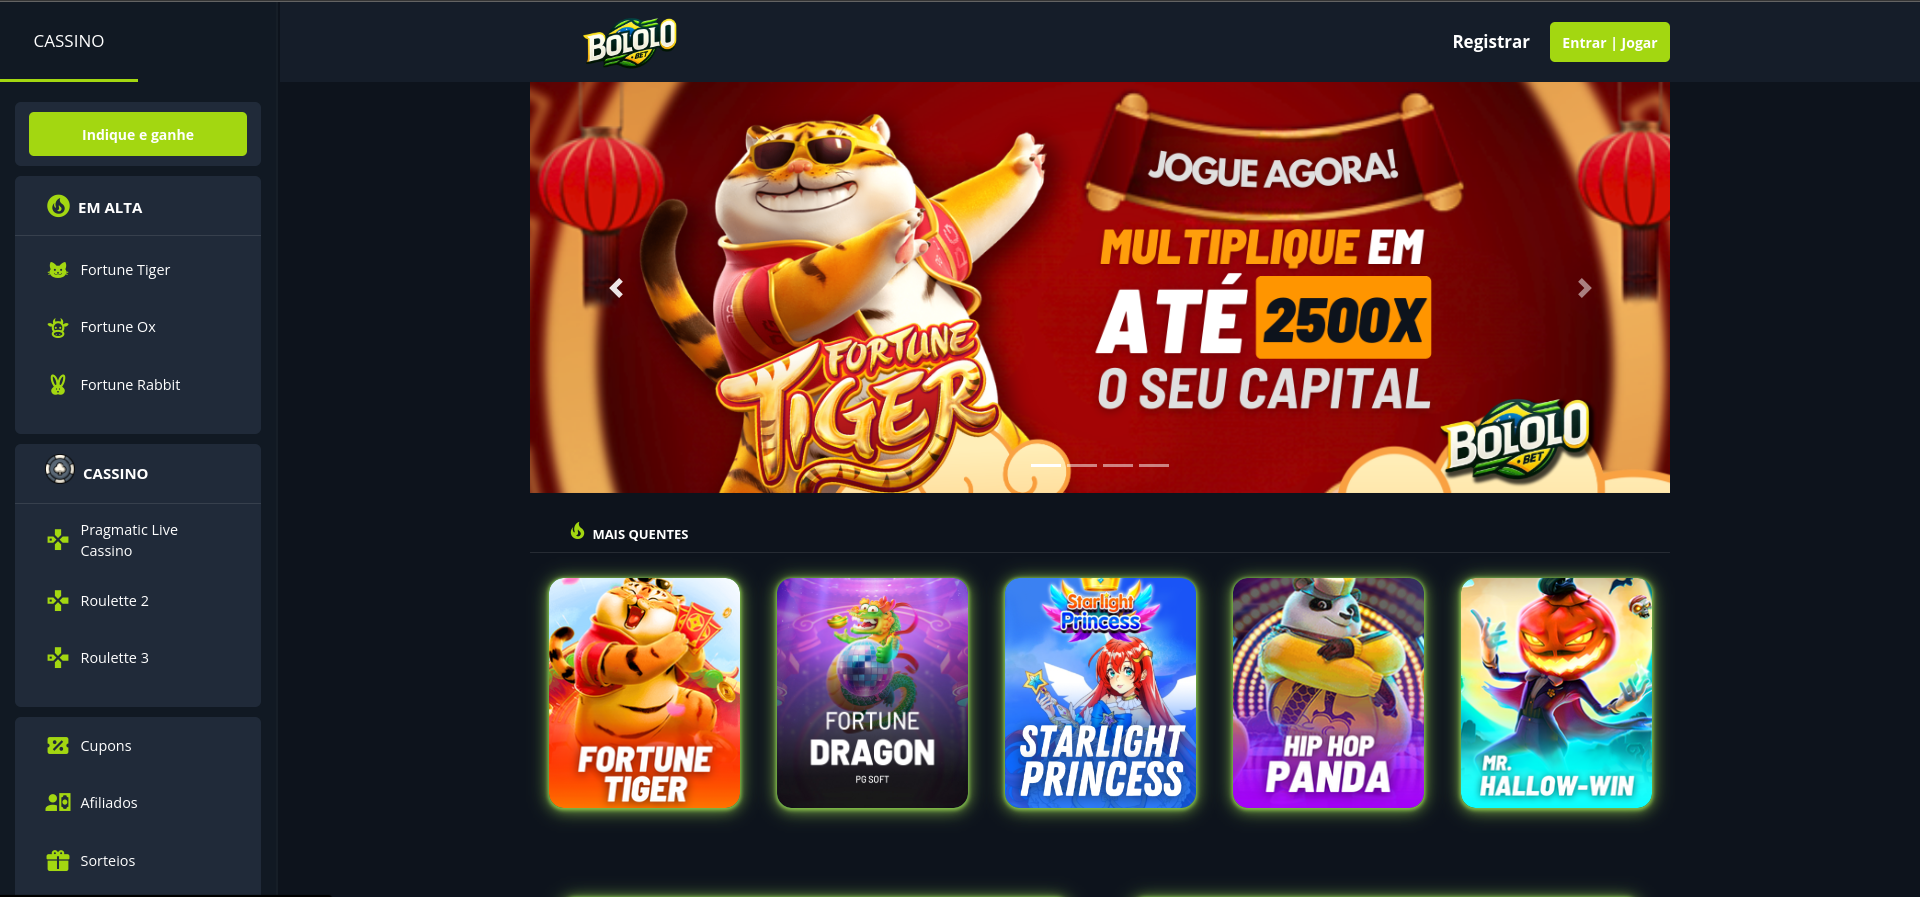 CASSINO
BOLOLO
BET
Registrar
Entrar | Jogar
Indique e ganhe
EM ALTA
Fortune Tiger
Fortune Ox
Fortune Rabbit
CASSINO
Pragmatic Live
Cassino
Roulette 2
Roulette 3
Cupons
Afiliados
Sorteios
JOGUE AGORA!
MULTIPLIQUE EM
ATÉ 2500X
O SEU CAPITAL
FORTUNE
TIGER
BOLOLO
BET
MAIS QUENTES
FORTUNE
TIGER
FORTUNE
DRAGON
PG SOFT
Starlight
Princess
STARLIGHT
PRINCESS
HIP HOP
PANDA
MR.
HALLOW-WIN